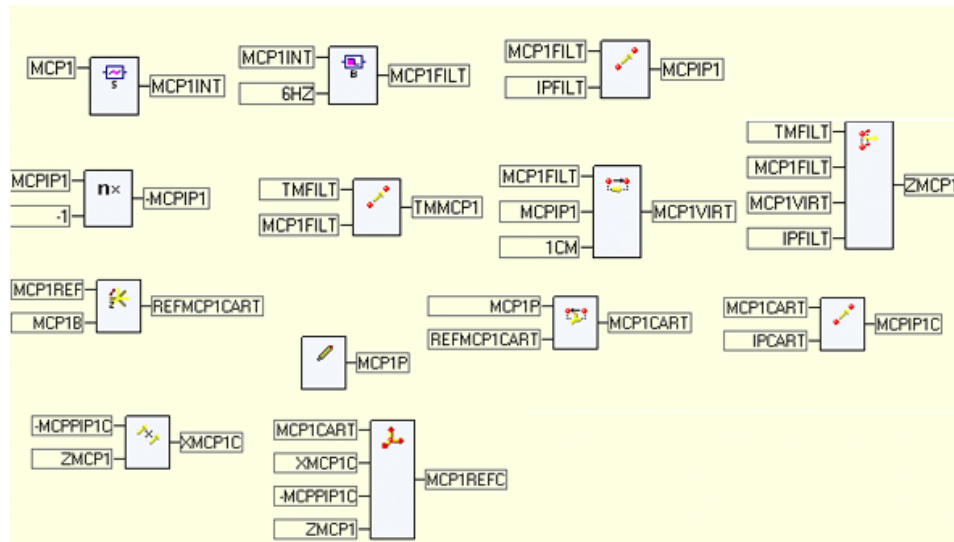 MCP1
S
MCP1INT
MCP1INT
6HZ
B
MCP1FILT
MCP1FILT
IPFILT
MCPIP1
MCPIP1
-1
n×
-MCPIP1
TMFILT
MCP1FILT
TMMCP1
MCP1FILT
MCPIP1
1CM
MCP1VIRT
TMFILT
MCP1FILT
MCP1VIRT
IPFILT
ZMCP1
MCP1REF
MCP1B
REFMCP1CART
MCP1P
MCP1P
REFMCP1CART
MCP1CART
MCP1CART
IPCART
MCPIP1C
-MCPPIP1C
ZMCP1
x
XMCP1C
MCP1CART
XMCP1C
-MCPPIP1C
ZMCP1
MCP1REFC